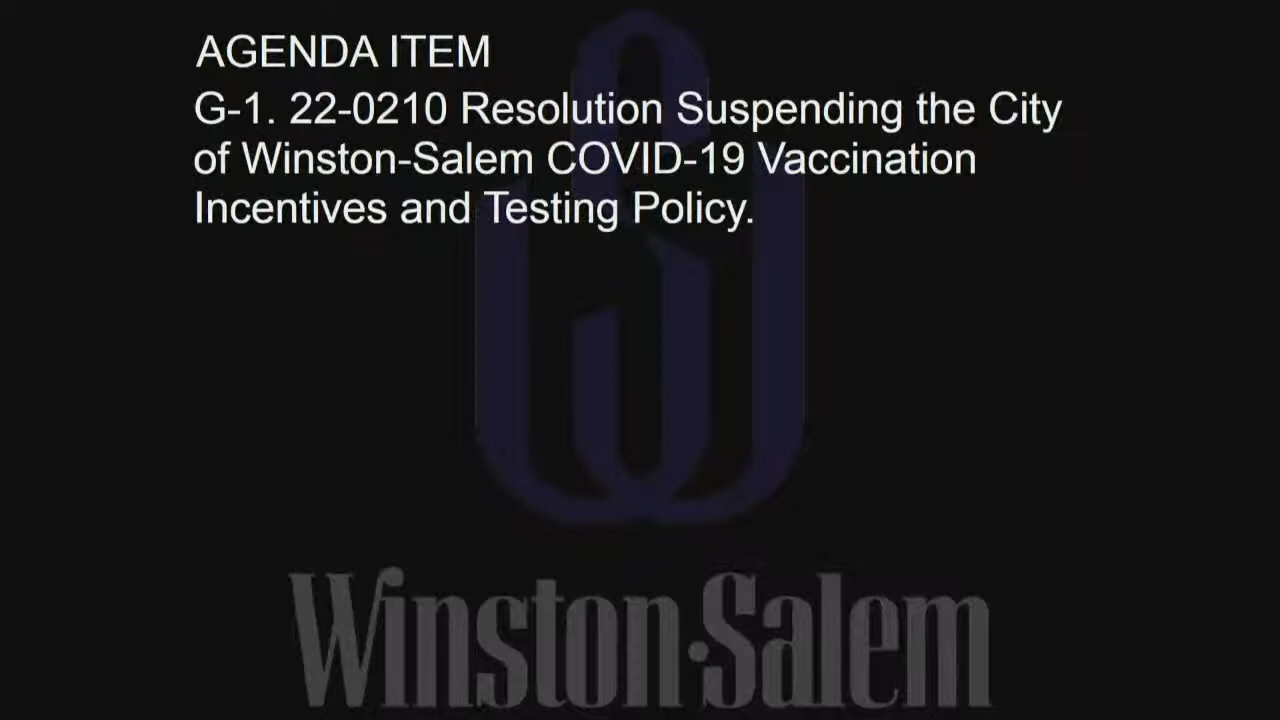 AGENDA ITEM
G-1. 22-0210 Resolution Suspending the City
of Winston-Salem COVID-19 Vaccination
Incentives and Testing Policy.
Winston·Salem